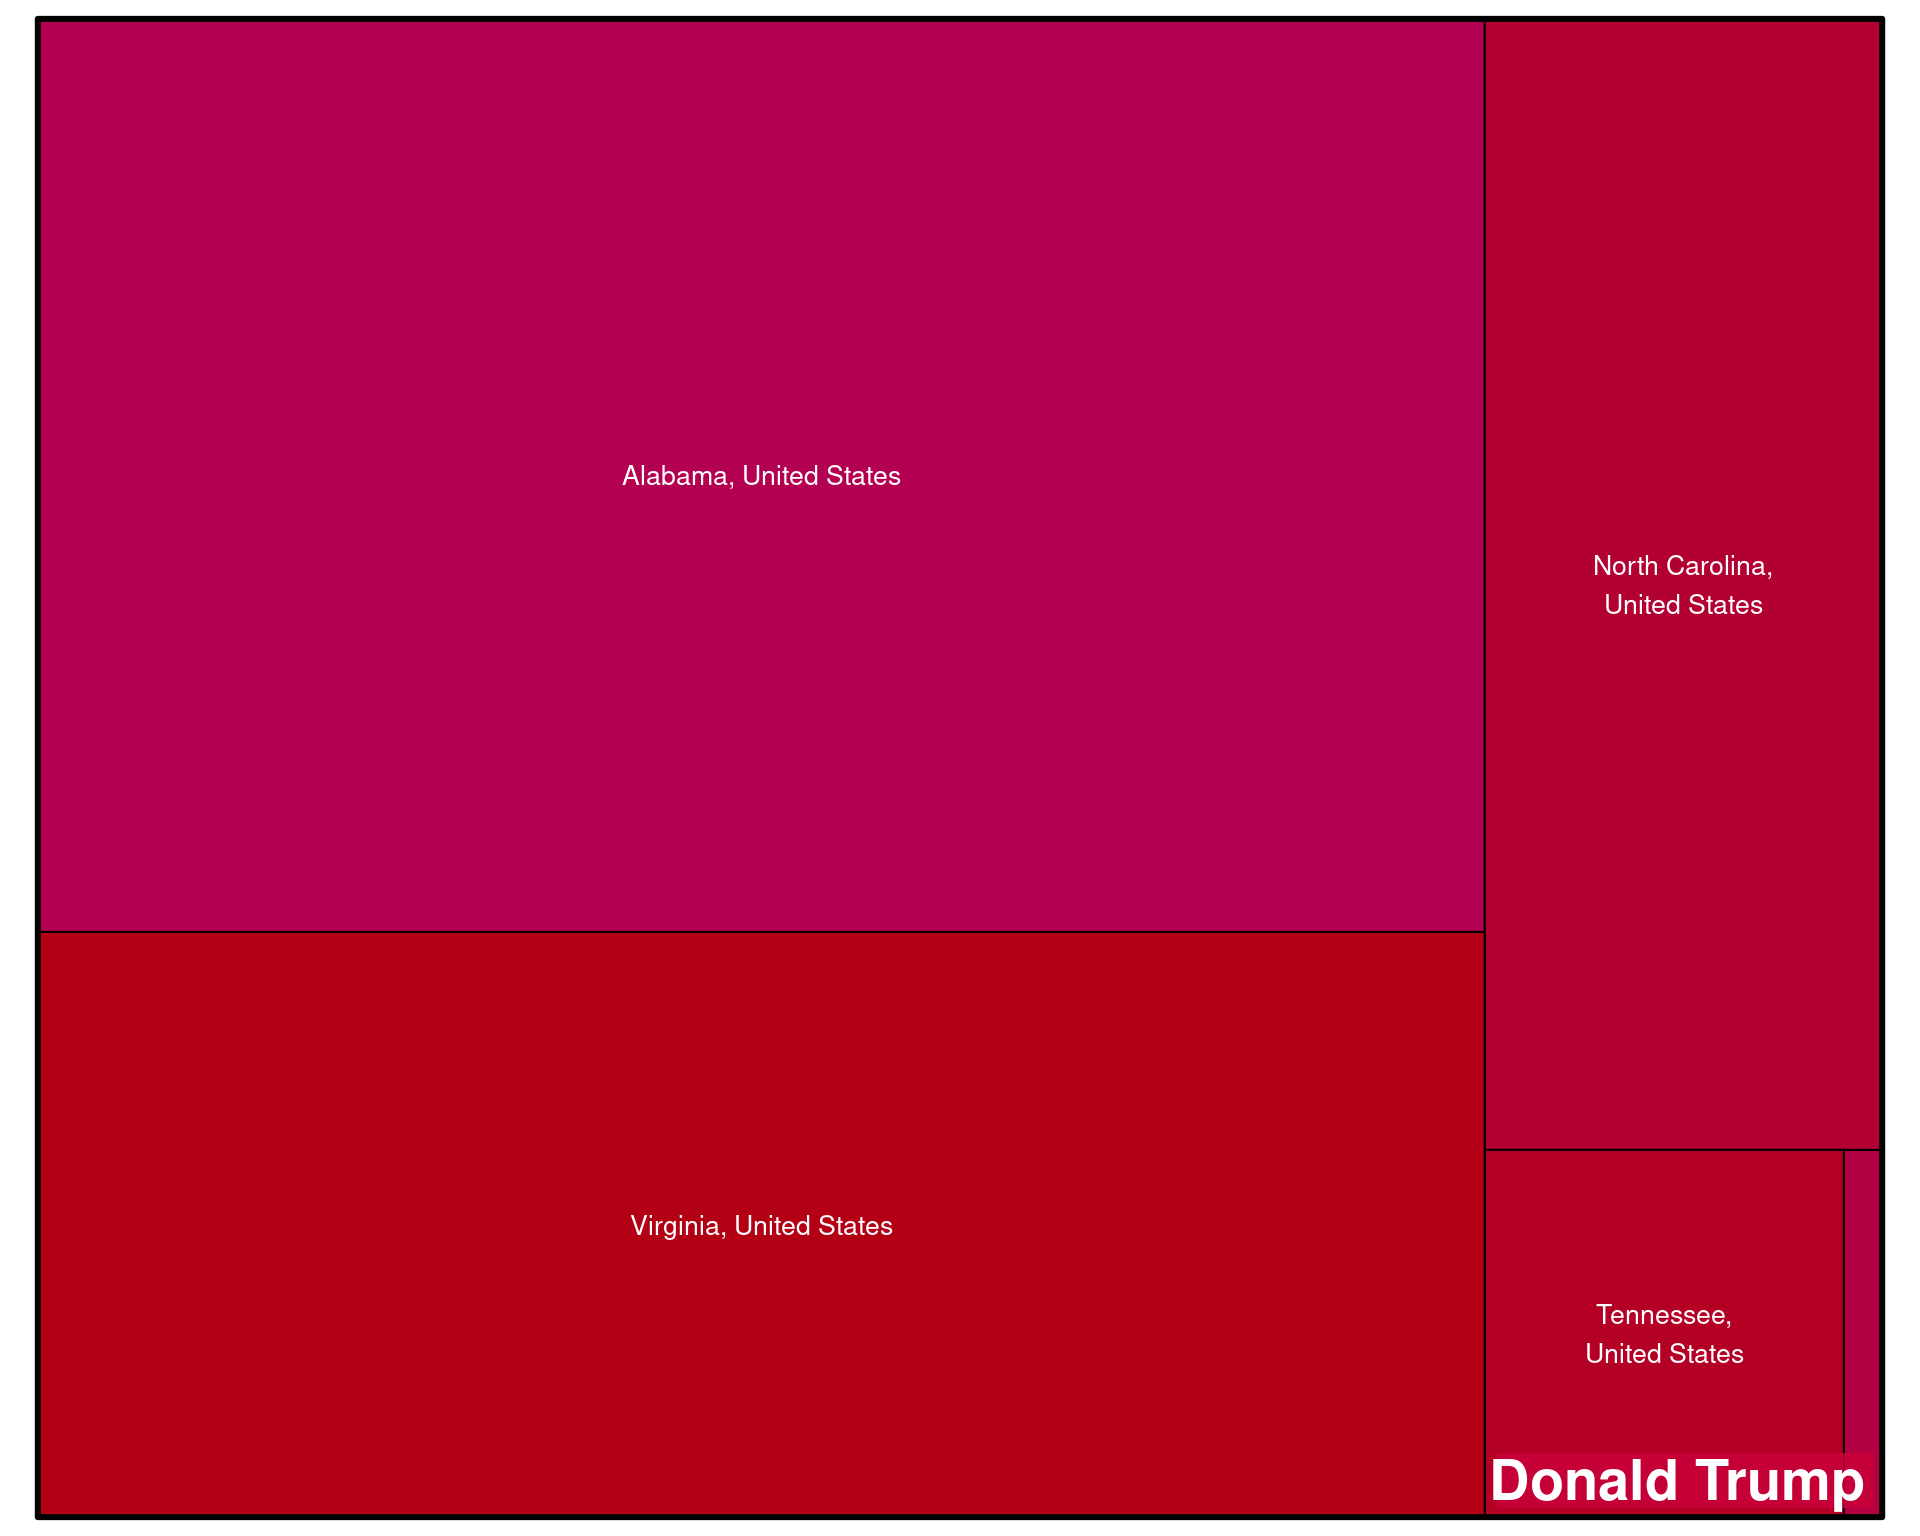 Alabama, United States
North Carolina,
United States
Virginia, United States
Tennessee,
United States
Donald Trump